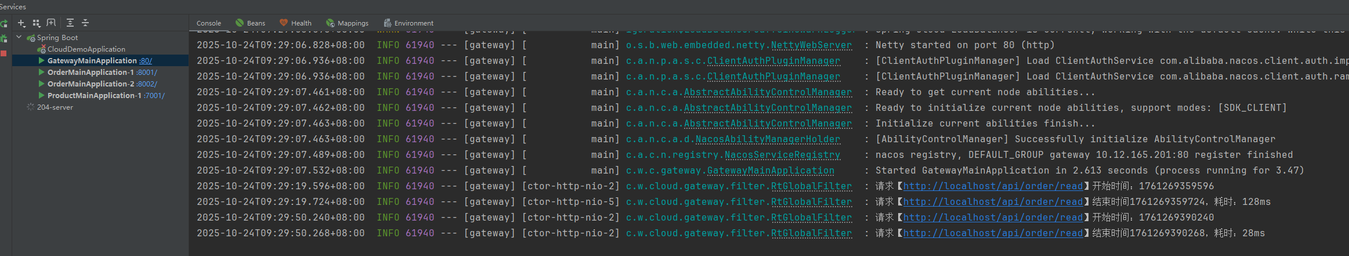 Services
Console Beans Health Mappings Environment
Spring Boot
CloudDemoApplication
GatewayMainApplication :80/
OrderMainApplication-1 :8001/
OrderMainApplication-2 :8002/
ProductMainApplication-1 :7001/
204-server
2025-10-24T09:29:06.828+08:00 INFO 61940 --- [gateway] [ main] o.s.b.web.embedded.netty.NettyWebServer : Netty started on port 80 (http)
2025-10-24T09:29:06.936+08:00 INFO 61940 --- [gateway] [ main] c.a.n.p.a.s.c.ClientAuthPluginManager : [ClientAuthPluginManager] Load ClientAuthService com.alibaba.nacos.client.auth.imp
2025-10-24T09:29:06.936+08:00 INFO 61940 --- [gateway] [ main] c.a.n.p.a.s.c.ClientAuthPluginManager : [ClientAuthPluginManager] Load ClientAuthService com.alibaba.nacos.client.auth.ram
2025-10-24T09:29:07.461+08:00 INFO 61940 --- [gateway] [ main] c.a.n.c.a.AbstractAbilityControlManager : Ready to get current node abilities...
2025-10-24T09:29:07.462+08:00 INFO 61940 --- [gateway] [ main] c.a.n.c.a.AbstractAbilityControlManager : Ready to initialize current node abilities, support modes: [SDK_CLIENT]
2025-10-24T09:29:07.463+08:00 INFO 61940 --- [gateway] [ main] c.a.n.c.a.AbstractAbilityControlManager : Initialize current abilities finish...
2025-10-24T09:29:07.463+08:00 INFO 61940 --- [gateway] [ main] c.a.n.c.a.d.NacosAbilityManagerHolder : [AbilityControlManager] Successfully initialize AbilityControlManager
2025-10-24T09:29:07.489+08:00 INFO 61940 --- [gateway] [ main] c.a.c.n.registry.NacosServiceRegistry : nacos registry, DEFAULT_GROUP gateway 10.12.165.201:80 register finished
2025-10-24T09:29:07.532+08:00 INFO 61940 --- [gateway] [ main] c.w.c.gateway.GatewayMainApplication : Started GatewayMainApplication in 2.613 seconds (process running for 3.47)
2025-10-24T09:29:19.596+08:00 INFO 61940 --- [gateway] [ctor-http-nio-2] c.w.cloud.gateway.filter.RtGlobalFilter : 请求【http://localhost/api/order/read】开始时间：1761269359596
2025-10-24T09:29:19.724+08:00 INFO 61940 --- [gateway] [ctor-http-nio-5] c.w.cloud.gateway.filter.RtGlobalFilter : 请求【http://localhost/api/order/read】结束时间1761269359724，耗时：128ms
2025-10-24T09:29:50.240+08:00 INFO 61940 --- [gateway] [ctor-http-nio-2] c.w.cloud.gateway.filter.RtGlobalFilter : 请求【http://localhost/api/order/read】开始时间：1761269390240
2025-10-24T09:29:50.268+08:00 INFO 61940 --- [gateway] [ctor-http-nio-2] c.w.cloud.gateway.filter.RtGlobalFilter : 请求【http://localhost/api/order/read】结束时间1761269390268，耗时：28ms